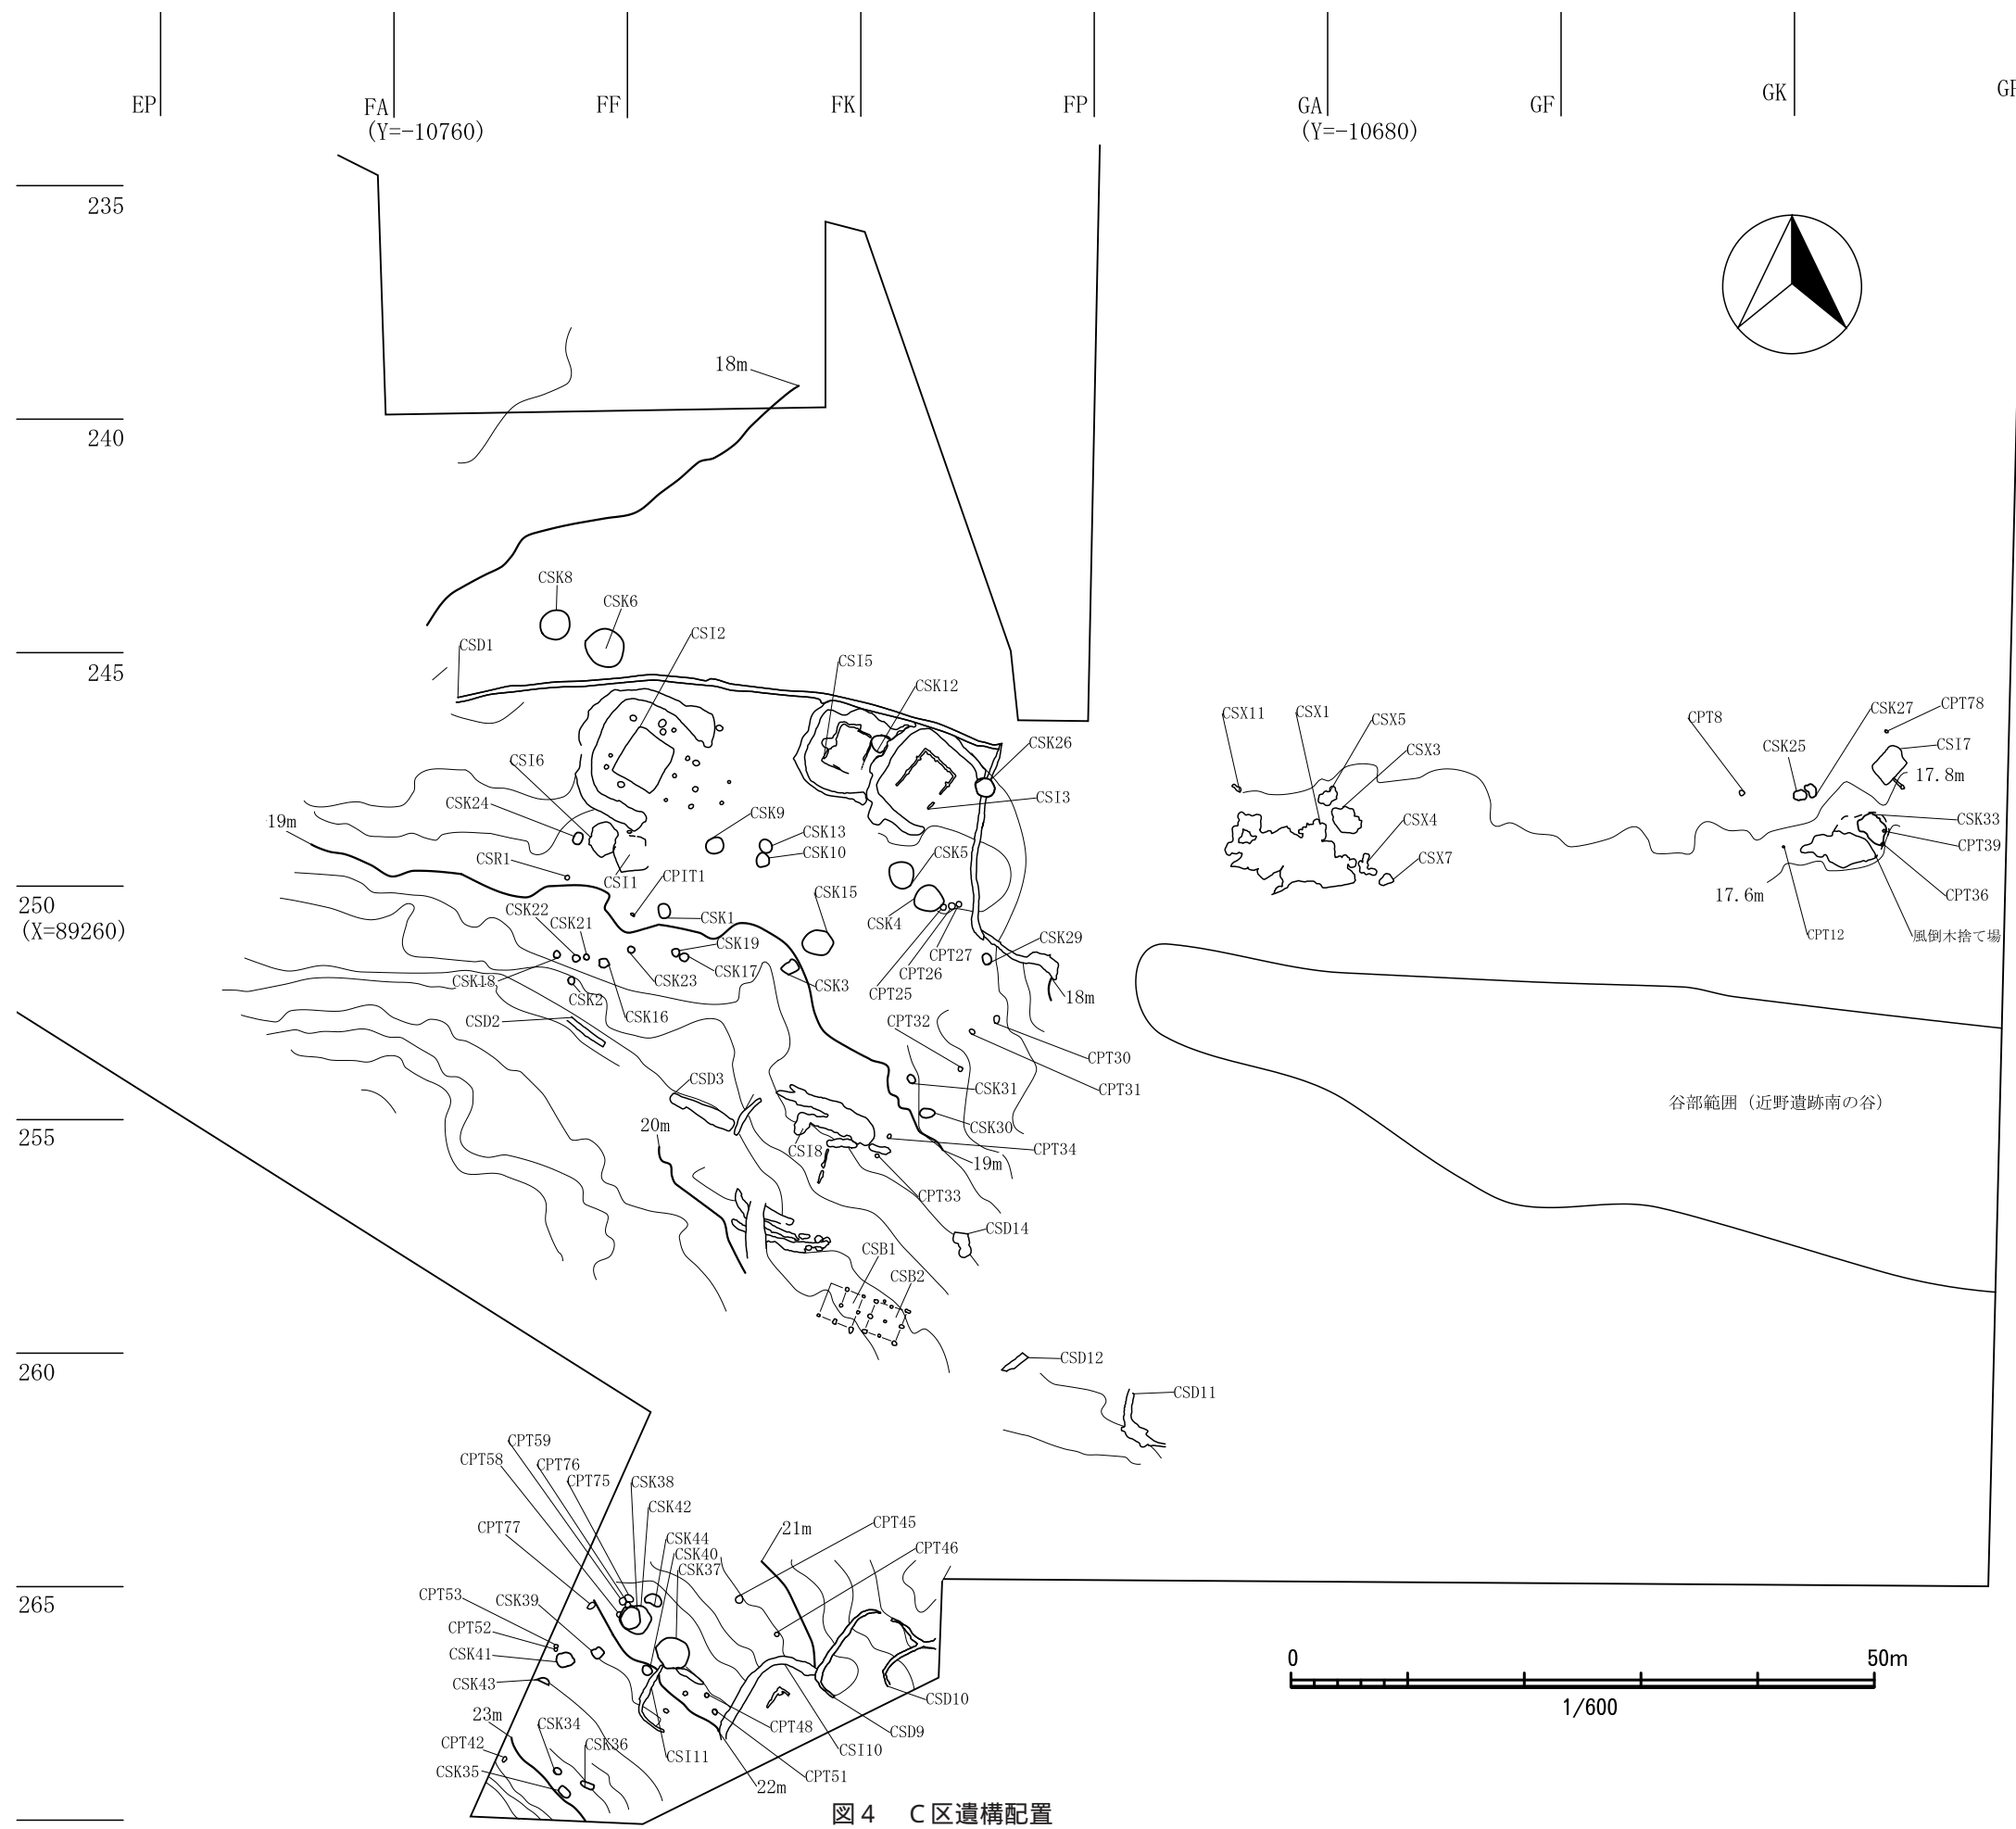 EP
FA
(Y=-10760)
FF
FK
FP
GA
(Y=-10680)
GF
GK
235
240
245
250
(X=89260)
255
260
265
18m
CSK8
CSK6
CSD1
CSI2
CSI5
CSK12
CSK26
CSI3
CSI6
CSK24
19m
CSR1
CSI1
CPIT1
CSK9
CSK13
CSK10
CSK5
CSK15
CSK4
CSK1
CSK22
CSK21
CSK19
CSK17
CSK18
CSK2
CSK23
CSK16
CSK3
CPT27
CPT26
CPT25
CSK29
18m
CSD2
CPT32
CPT30
CPT31
CSD3
CSK31
CSK30
20m
CSI8
CPT34
19m
CPT33
CSD14
CSB1
CSB2
CSD12
CSD11
CSX11
CSX1
CSX5
CSX3
CSX4
CSX7
CPT8
CSK25
CSK27
CPT78
CSI7
17.8m
CSK33
CPT39
CPT36
17.6m
CPT12
風倒木捨て場
谷部範囲（近野遺跡南の谷）
CPT59
CPT58
CPT76
CPT75
CSK38
CSK42
CPT77
CSK44
CSK40
CSK37
21m
CPT45
CPT46
CPT53
CSK39
CPT52
CSK41
CSK43
23m
CSK34
CPT42
CSK36
CSK35
CSI11
CPT48
CPT51
22m
CSI10
CSD9
CSD10
0
50m
1/600
図４　Ｃ区遺構配置